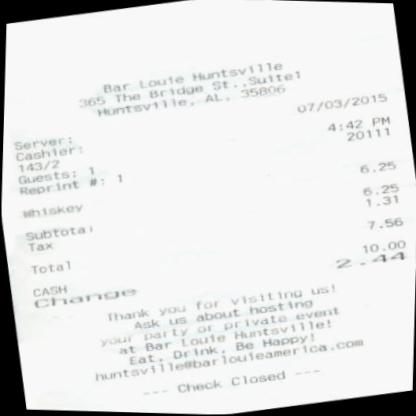 Bar Louie Huntsville
365 The Bridge St.,Suite1
Huntsville, AL, 35806
07/03/2015
Server:
4:42 PM
Cashier:
20111
143/2
Guests: 1
Reprint #: 1
6.25
Whiskey
6.25
Subtotal
1.31
Tax
7.56
Total
10.00
CASH
2.44
Change
Thank you for visiting us!
Ask us about hosting
your party or private event
at Bar Louie Huntsville!
Eat, Drink, Be Happy!
huntsville@barlouieamerica.com
--- Check Closed ---